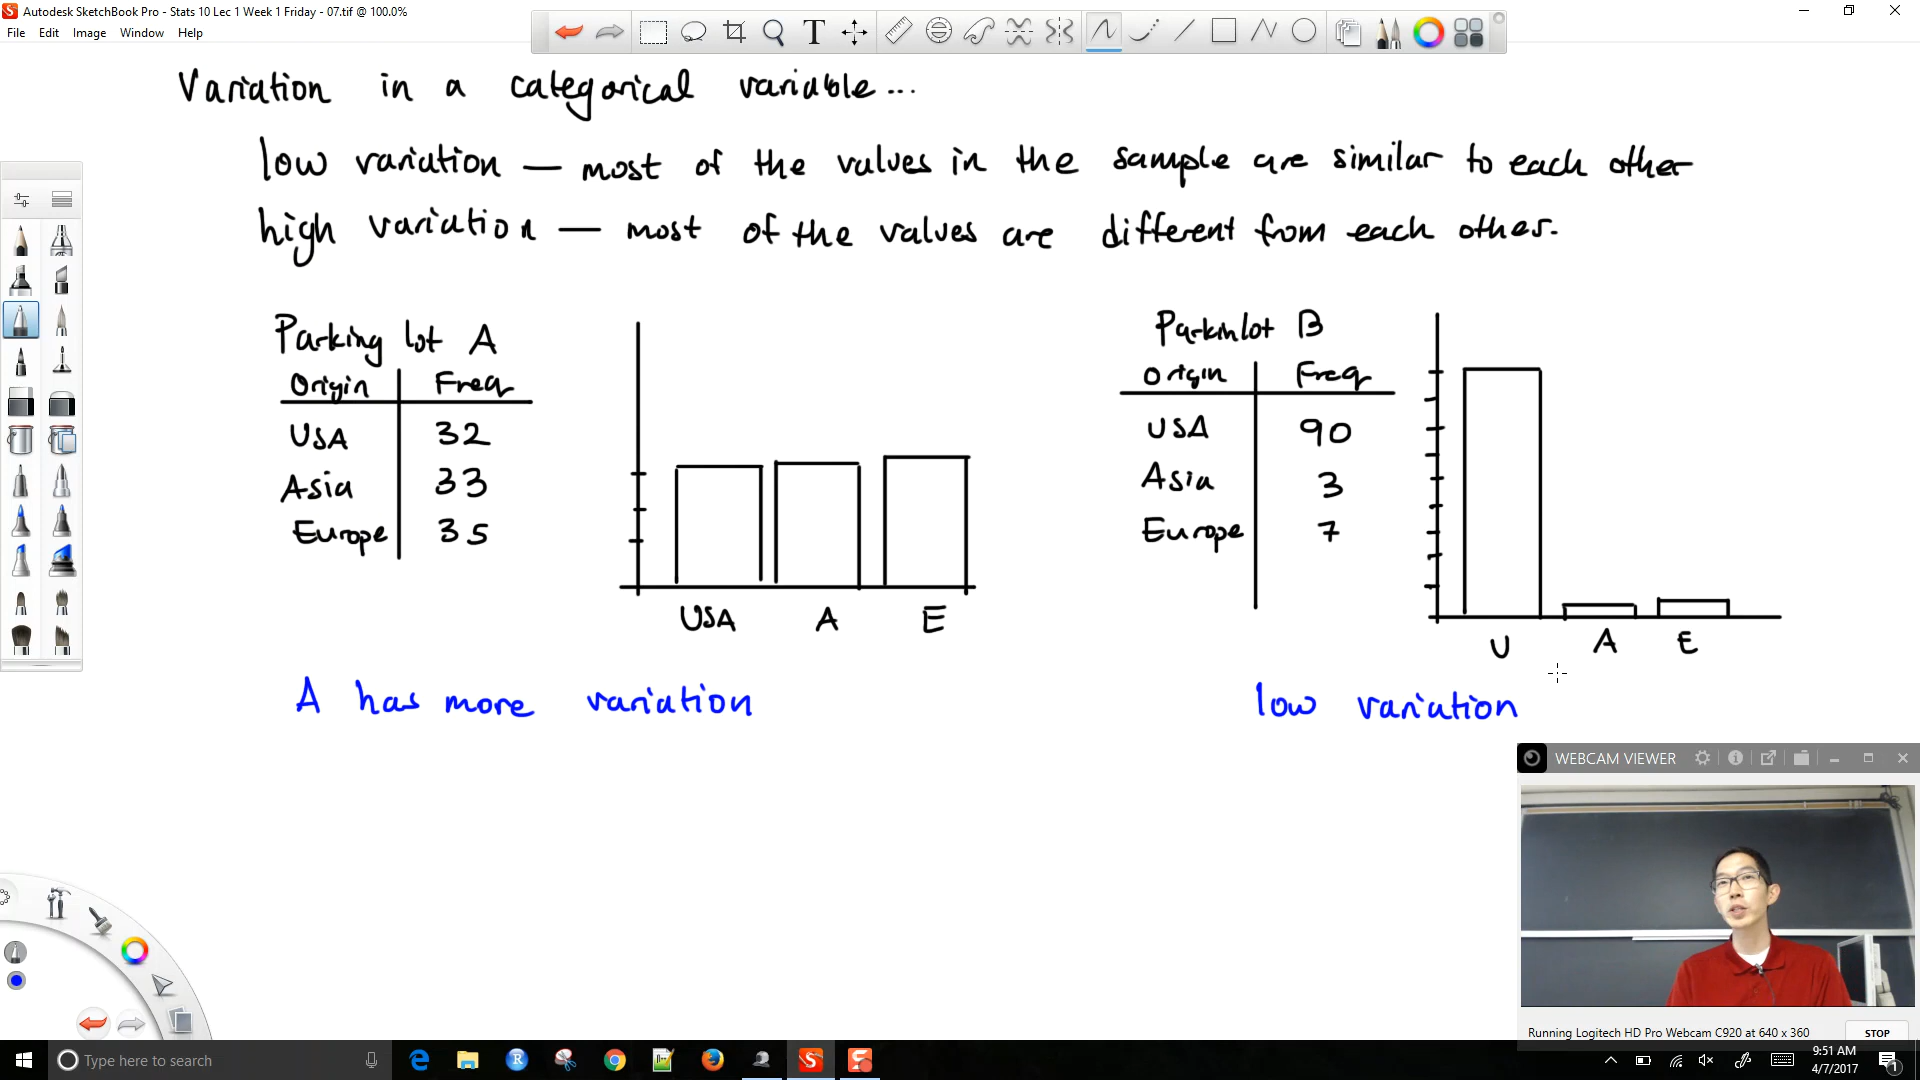 Autodesk SketchBook Pro - Stats 10 Lec 1 Week 1 Friday - 07.tif @ 100.0%
File Edit Image Window Help
T
Variation in a categorical variable...
low variation — most of the values in the sample are similar to each other
high variation — most of the values are different from each other.
Parking lot A
Origin Freq
USA 32
Asia 33
Europe 35
USA A E
A has more variation
Parkinlot B
Origin Freq
USA 90
Asia 3
Europe 7
U A E
low variation
WEBCAM VIEWER
Running Logitech HD Pro Webcam C920 at 640 x 360
STOP
Type here to search
9:51 AM
4/7/2017